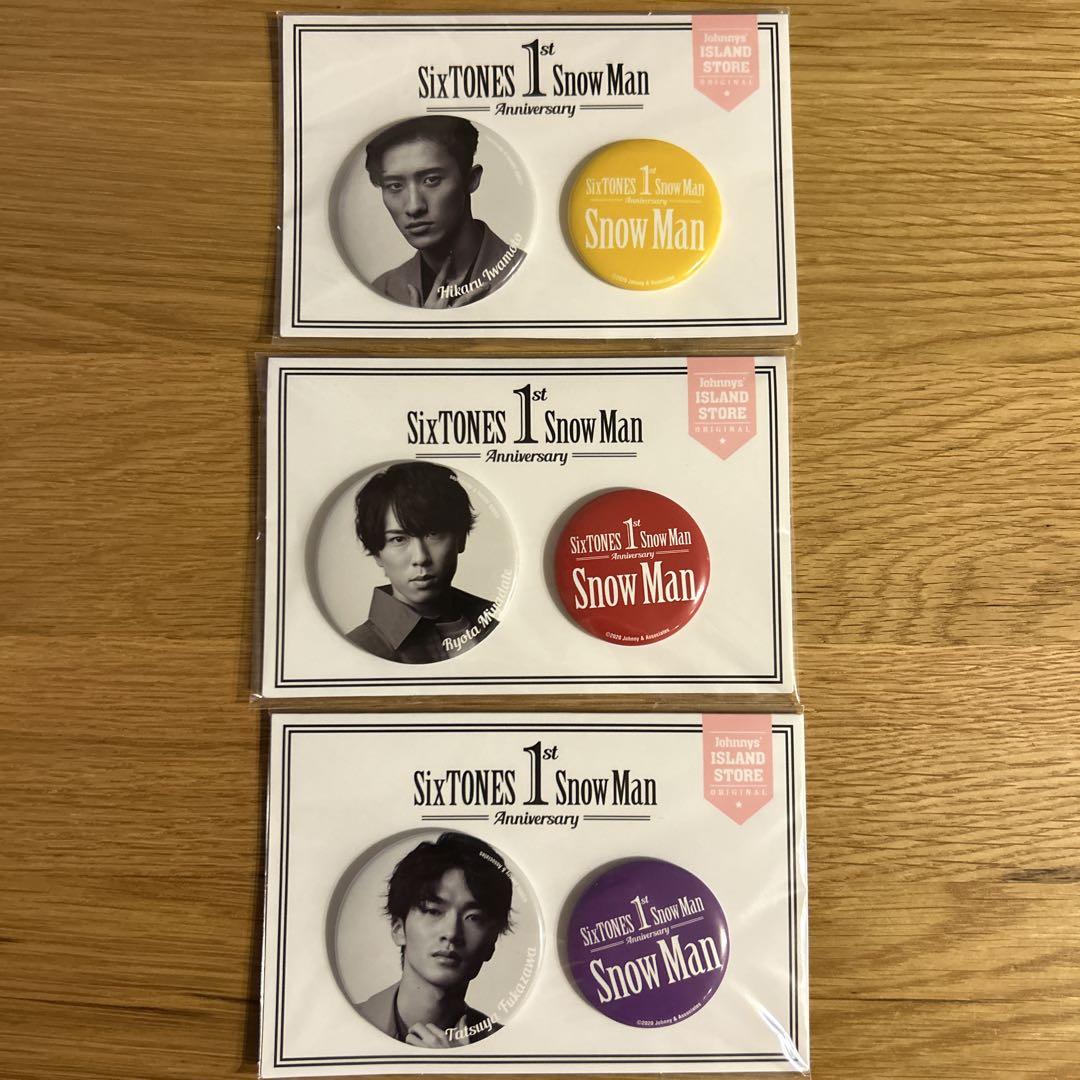 SixTONES 1st Snow Man
Anniversary
Johnnys'
ISLAND
STORE
ORIGINAL
Hikaru Iwamoto
SixTONES 1st Snow Man
Anniversary
Snow Man
©2020 Johnny & Associates
SixTONES 1st Snow Man
Anniversary
Johnnys'
ISLAND
STORE
ORIGINAL
Ryota Miyadate
SixTONES 1st Snow Man
Anniversary
Snow Man
©2020 Johnny & Associates
SixTONES 1st Snow Man
Anniversary
Johnnys'
ISLAND
STORE
ORIGINAL
Tatsuya Fukazawa
SixTONES 1st Snow Man
Anniversary
Snow Man
©2020 Johnny & Associates